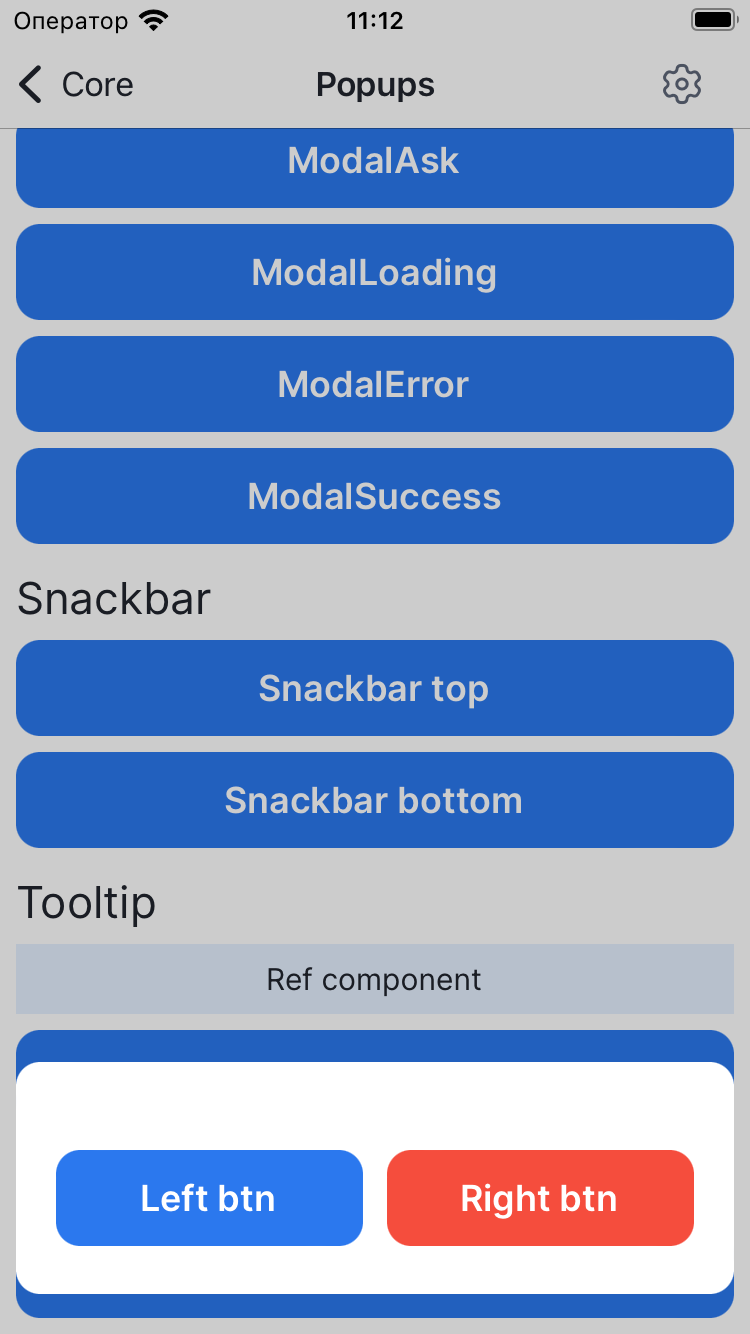 Оператор 11:12
Core Popups
ModalAsk
ModalLoading
ModalError
ModalSuccess
Snackbar
Snackbar top
Snackbar bottom
Tooltip
Ref component
Left btn Right btn